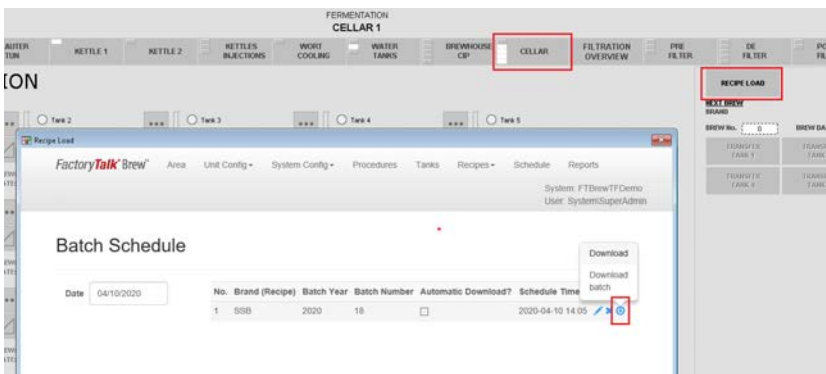 FERMENTATION
CELLAR 1
KETTLE 1
KETTLE 2
KETTLES INJECTIONS
WORT COOLING
WATER TANKS
BREWHOUSE CIP
CELLAR
FILTRATION OVERVIEW
PRE FILTER
DE FILTER
ION
RECIPE LOAD
NEXT BREW
BRAND
BREW No. 0
BREW DA
TRANSFER TANK 1
TRANSFER TANK 4
Tank 2
Tank 3
Tank 4
Tank 5
Recipe Load
FactoryTalk Brew Area Unit Config System Config Procedures Tanks Recipes Schedule Reports
System: FTBrewTFDemo
User: System\SuperAdmin
Batch Schedule
Download
Download batch
Date 04/10/2020
No. Brand (Recipe) Batch Year Batch Number Automatic Download? Schedule Time
1 SSB 2020 18 2020-04-10 14:05